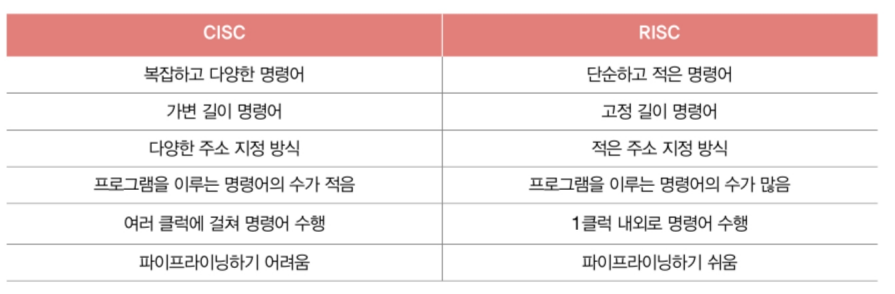 CISC RISC
복잡하고 다양한 명령어 단순하고 적은 명령어
가변 길이 명령어 고정 길이 명령어
다양한 주소 지정 방식 적은 주소 지정 방식
프로그램을 이루는 명령어의 수가 적음 프로그램을 이루는 명령어의 수가 많음
여러 클럭에 걸쳐 명령어 수행 1클럭 내외로 명령어 수행
파이프라이닝하기 어려움 파이프라이닝하기 쉬움